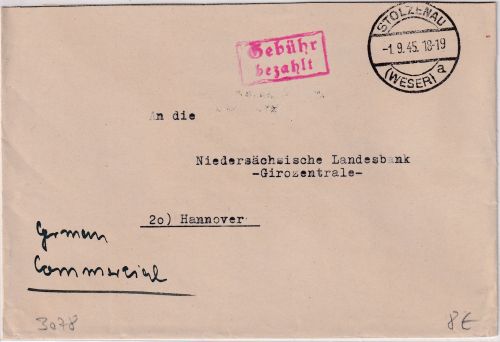 STOLZENAU
-1.9.45. 18-19
(WESER) a
Gebühr
bezahlt
An die
Niedersächsische Landesbank
-Girozentrale-
20) Hannover
German
Commercial
3078
8€